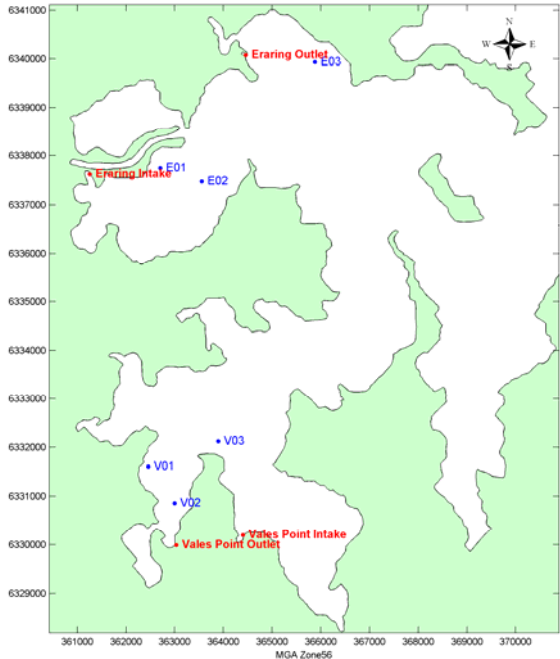 6341000
N
W E
S
Eraring Outlet
6340000
E03
6339000
6338000
E01
Eraring Intake
E02
6337000
6336000
6335000
6334000
6333000
6332000
V03
V01
6331000
V02
Vales Point Intake
6330000
Vales Point Outlet
6329000
361000 362000 363000 364000 365000 366000 367000 368000 369000 370000
MGA Zone56